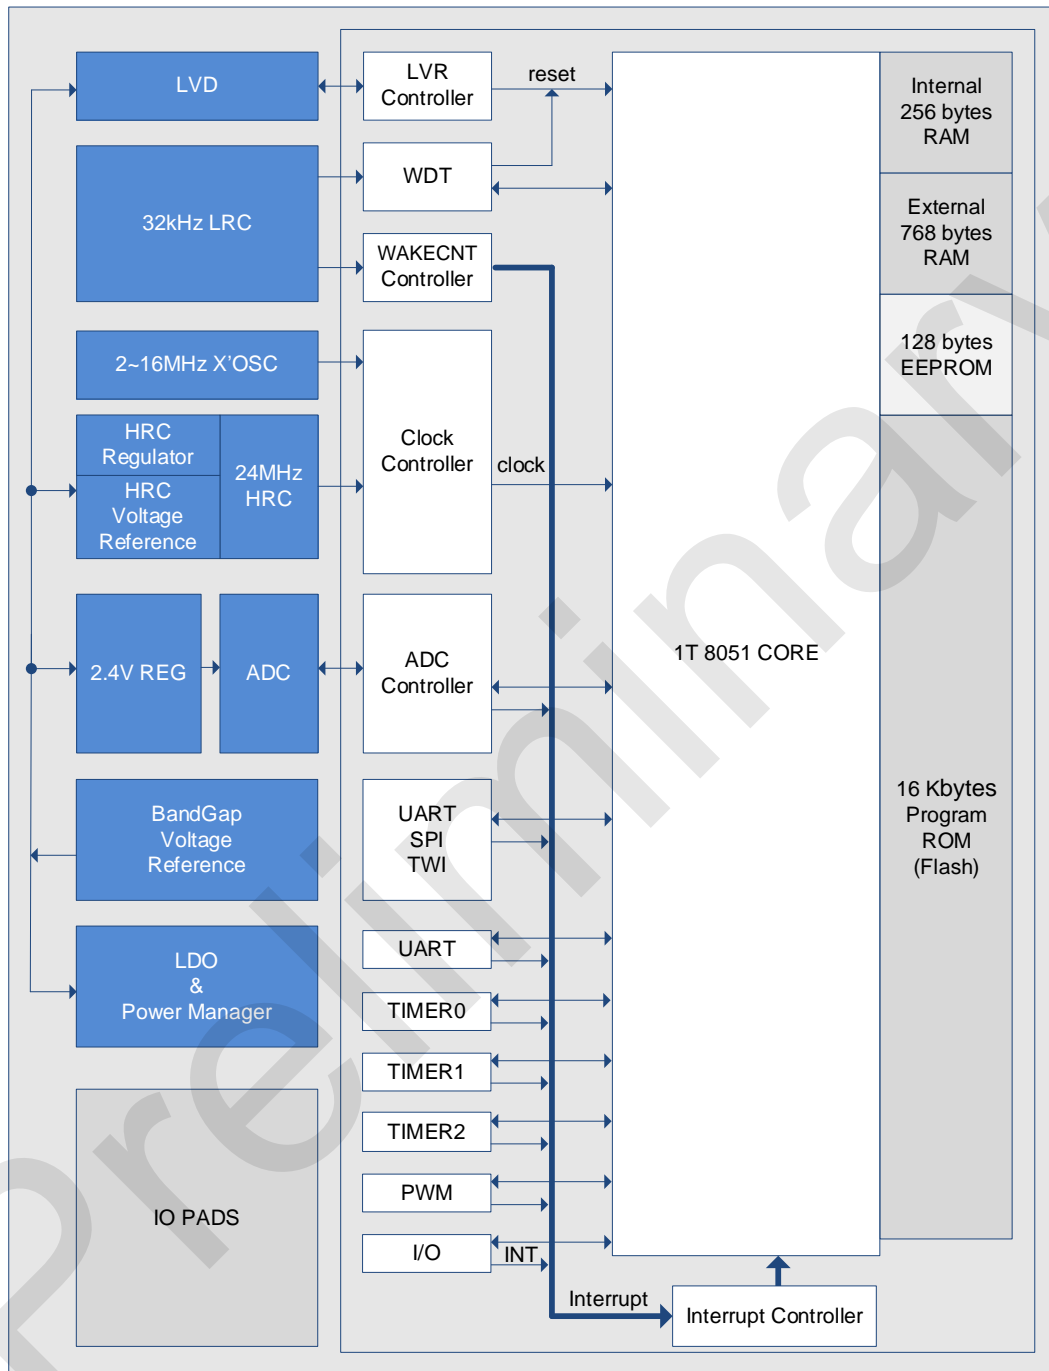 LVD
LVR
Controller
reset
Internal
256 bytes
RAM
WDT
32kHz LRC
External
768 bytes
RAM
WAKECNT
Controller
2~16MHz X'OSC
128 bytes
EEPROM
HRC
Regulator
HRC
Voltage
Reference
24MHz
HRC
Clock
Controller
clock
2.4V REG
ADC
ADC
Controller
1T 8051 CORE
BandGap
Voltage
Reference
UART
SPI
TWI
16 Kbytes
Program
ROM
(Flash)
LDO
&
Power Manager
UART
TIMER0
TIMER1
TIMER2
PWM
IO PADS
I/O
INT
Interrupt
Interrupt Controller
Preliminary